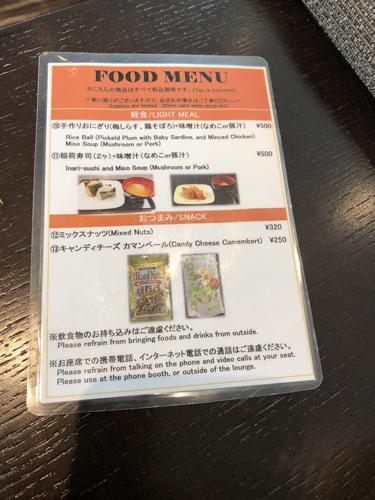 FOOD MENU
※こちらの商品はすべて税込価格です。(Tax is included)
～数に限りがございますので、品切れの場合はご了承ください。～
Supplies are limited. Offers valid while stock last.
軽食/LIGHT MEAL
⑩手作りおにぎり(梅しらす、鶏そぼろ)+味噌汁(なめこor豚汁) ¥500
Rice Ball (Pickeld Plum with Baby Sardine, and Minced Chicken)
Miso Soup (Mushroom or Pork)
⑪稲荷寿司(2ヶ)+味噌汁(なめこor豚汁) ¥500
Inari-sushi and Miso Soup (Mushroom or Pork)
おつまみ/SNACK
⑫ミックスナッツ(Mixed Nuts) ¥320
⑬キャンディチーズ カマンベール(Candy Cheese Camembert) ¥250
※飲食物のお持ち込みはご遠慮ください。
Please refrain from bringing foods and drinks from outside.
※お座席での携帯電話、インターネット電話での通話はご遠慮ください。
Please refrain from talking on the phone and video calls at your seat.
Please use at the phone booth, or outside of the lounge.